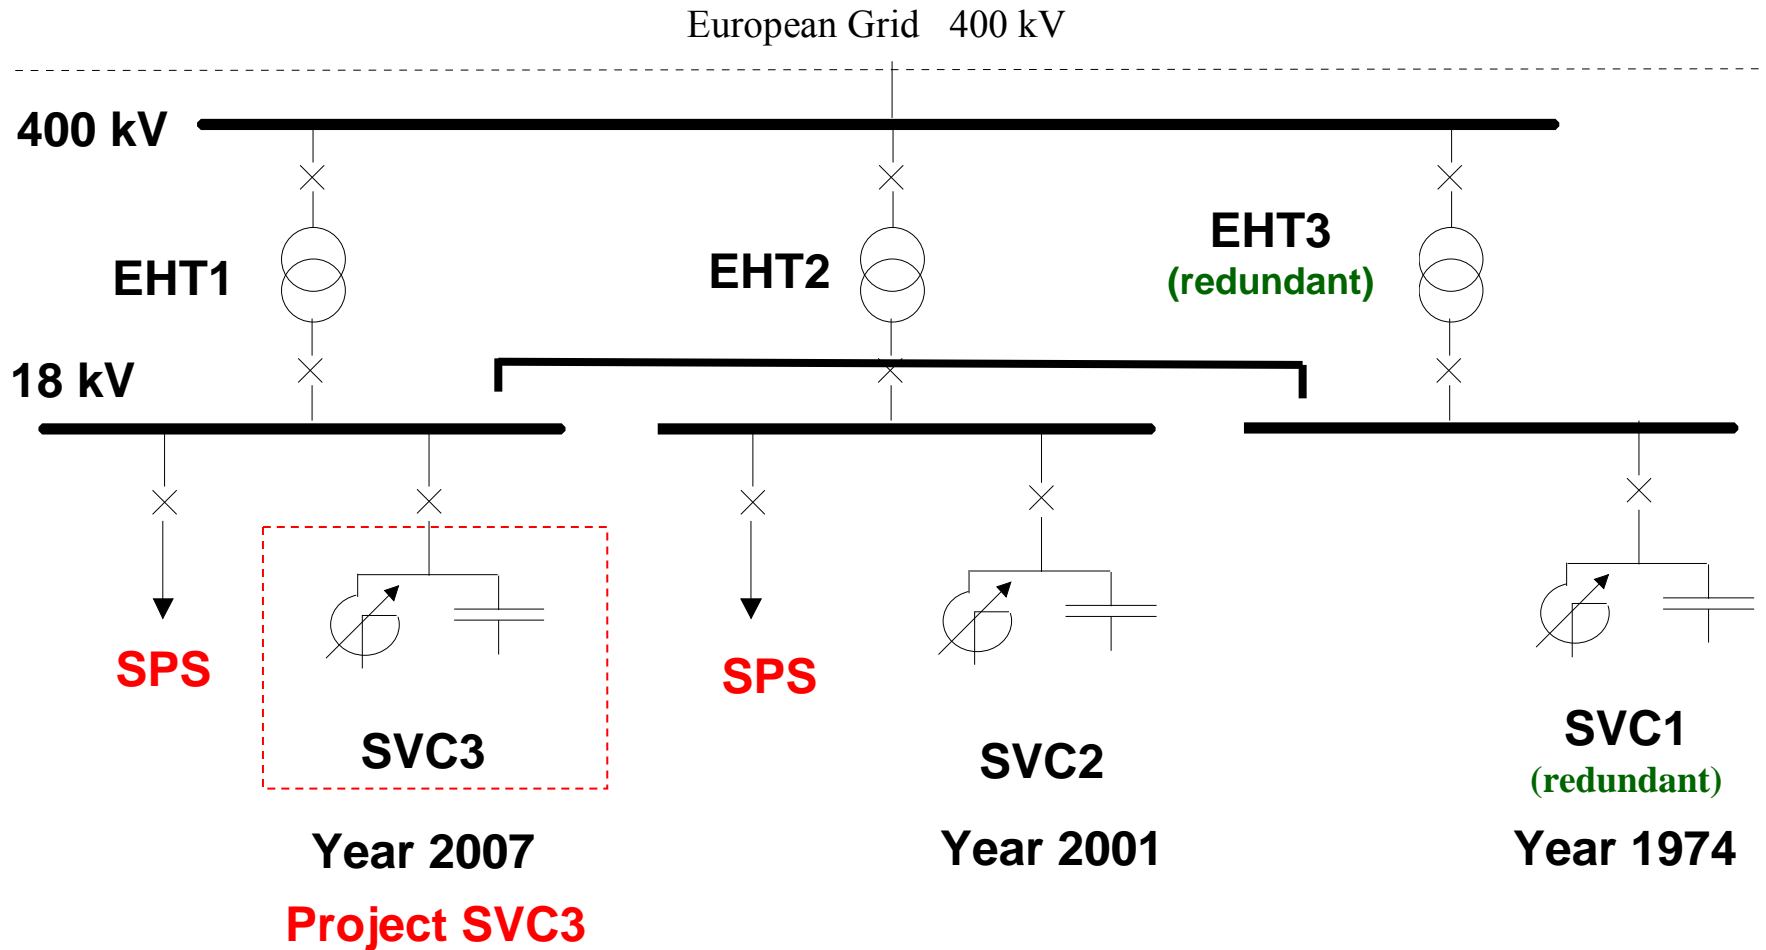 European Grid 400 kV
400 kV
EHT1
EHT2
EHT3
(redundant)
18 kV
SPS
SVC3
SPS
SVC2
SVC1
(redundant)
Year 2007
Year 2001
Year 1974
Project SVC3